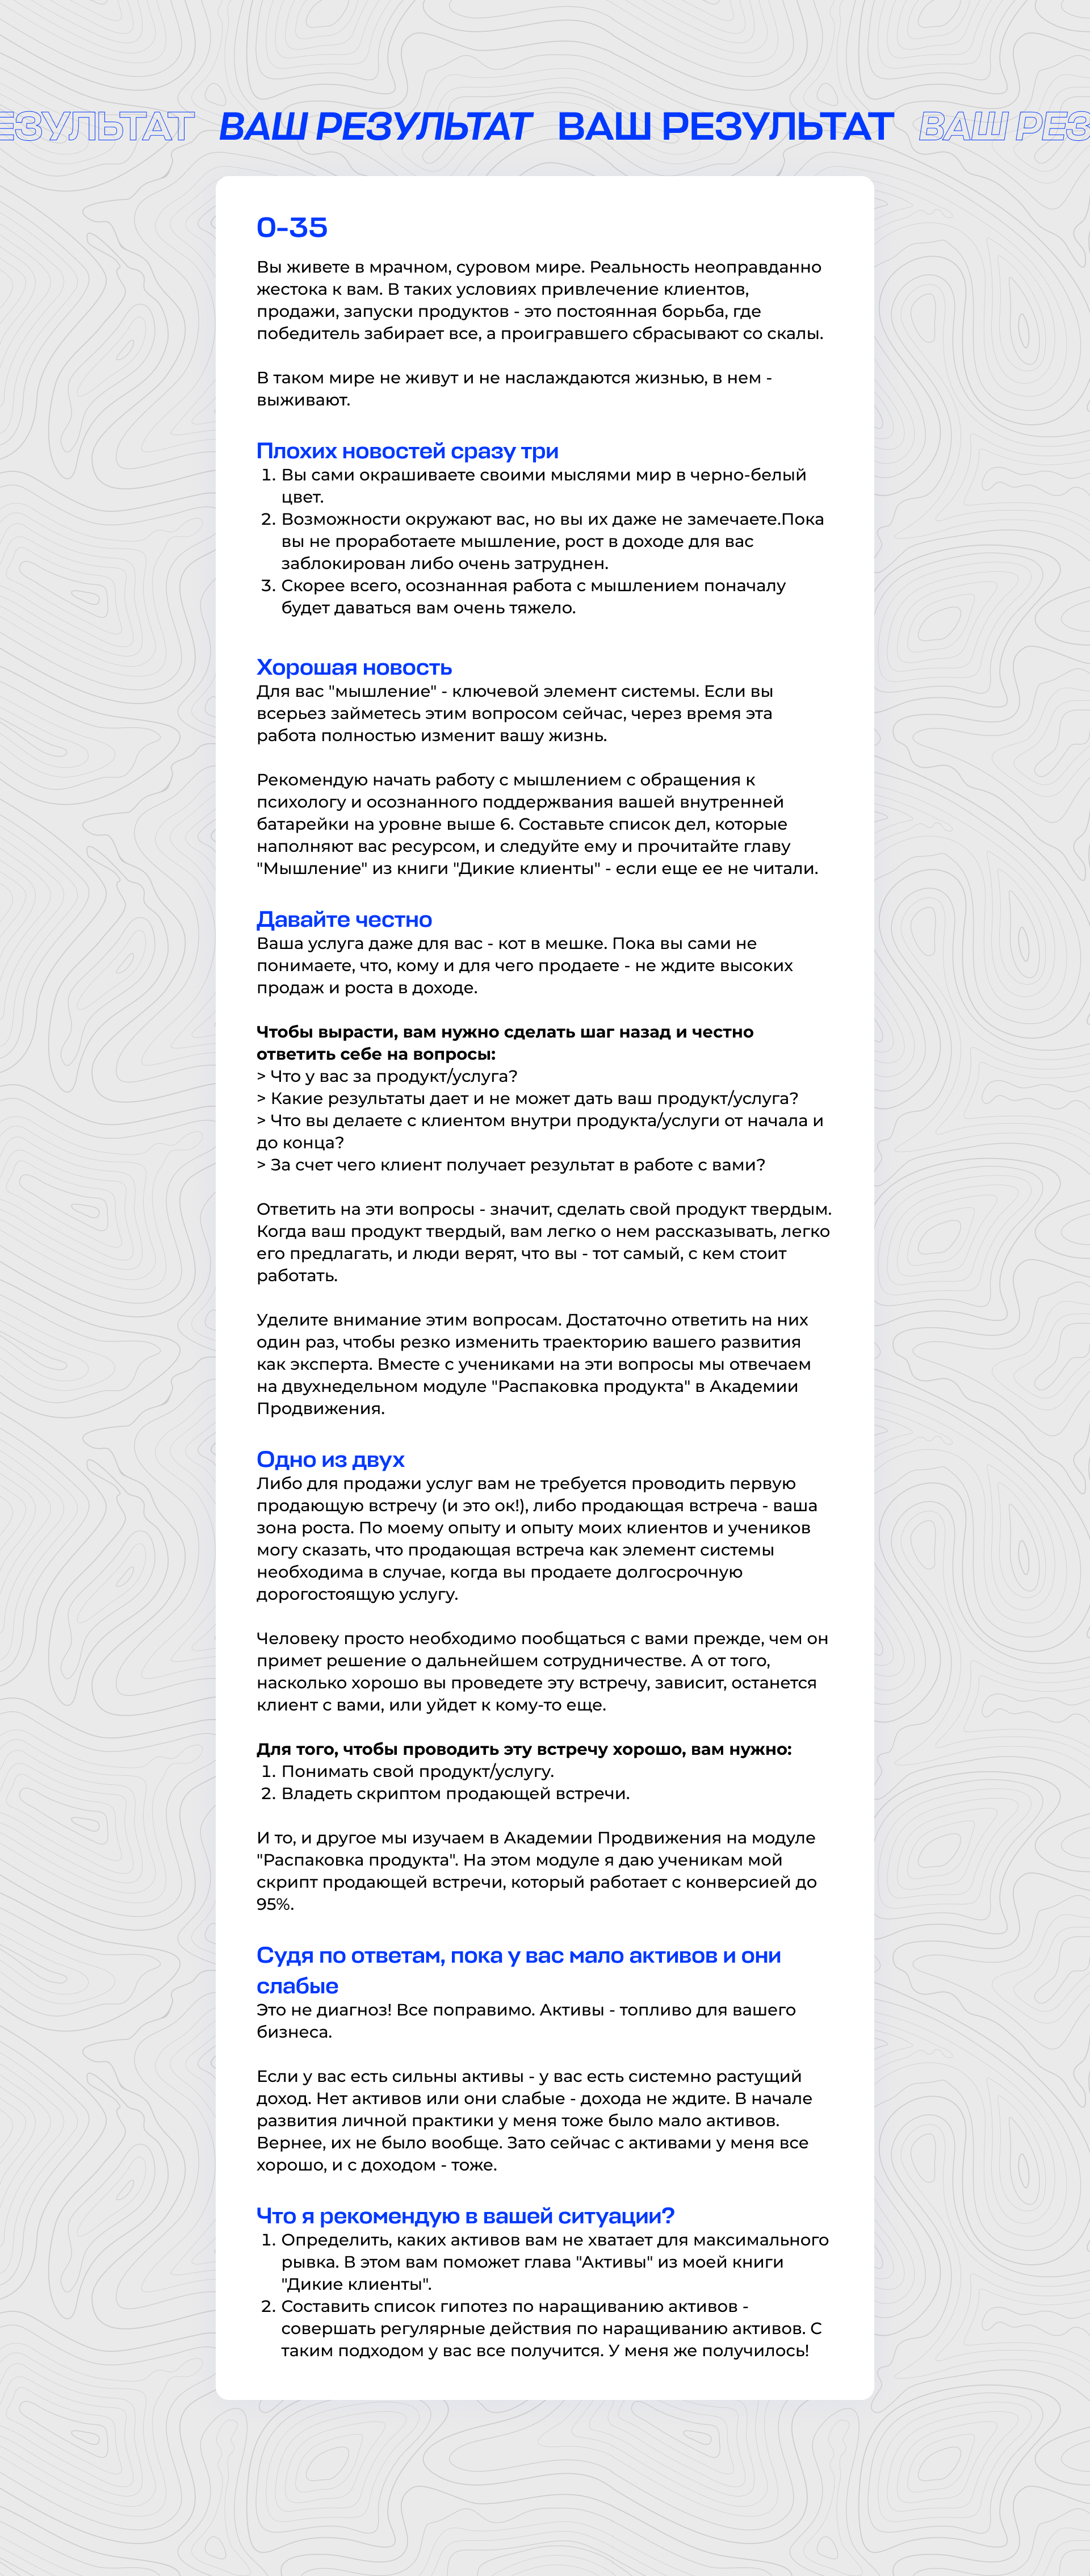 ЕЗУЛЬТАТ ВАШ РЕЗУЛЬТАТ ВАШ РЕЗУЛЬТАТ ВАШ РЕЗ
0-35
Вы живете в мрачном, суровом мире. Реальность неоправданно
жестока к вам. В таких условиях привлечение клиентов,
продажи, запуски продуктов - это постоянная борьба, где
победитель забирает все, а проигравшего сбрасывают со скалы.
В таком мире не живут и не наслаждаются жизнью, в нем -
выживают.
Плохих новостей сразу три
1. Вы сами окрашиваете своими мыслями мир в черно-белый
цвет.
2. Возможности окружают вас, но вы их даже не замечаете.Пока
вы не проработаете мышление, рост в доходе для вас
заблокирован либо очень затруднен.
3. Скорее всего, осознанная работа с мышлением поначалу
будет даваться вам очень тяжело.
Хорошая новость
Для вас "мышление" - ключевой элемент системы. Если вы
всерьез займетесь этим вопросом сейчас, через время эта
работа полностью изменит вашу жизнь.
Рекомендую начать работу с мышлением с обращения к
психологу и осознанного поддержвания вашей внутренней
батарейки на уровне выше 6. Составьте список дел, которые
наполняют вас ресурсом, и следуйте ему и прочитайте главу
"Мышление" из книги "Дикие клиенты" - если еще ее не читали.
Давайте честно
Ваша услуга даже для вас - кот в мешке. Пока вы сами не
понимаете, что, кому и для чего продаете - не ждите высоких
продаж и роста в доходе.
Чтобы вырасти, вам нужно сделать шаг назад и честно
ответить себе на вопросы:
> Что у вас за продукт/услуга?
> Какие результаты дает и не может дать ваш продукт/услуга?
> Что вы делаете с клиентом внутри продукта/услуги от начала и
до конца?
> За счет чего клиент получает результат в работе с вами?
Ответить на эти вопросы - значит, сделать свой продукт твердым.
Когда ваш продукт твердый, вам легко о нем рассказывать, легко
его предлагать, и люди верят, что вы - тот самый, с кем стоит
работать.
Уделите внимание этим вопросам. Достаточно ответить на них
один раз, чтобы резко изменить траекторию вашего развития
как эксперта. Вместе с учениками на эти вопросы мы отвечаем
на двухнедельном модуле "Распаковка продукта" в Академии
Продвижения.
Одно из двух
Либо для продажи услуг вам не требуется проводить первую
продающую встречу (и это ок!), либо продающая встреча - ваша
зона роста. По моему опыту и опыту моих клиентов и учеников
могу сказать, что продающая встреча как элемент системы
необходима в случае, когда вы продаете долгосрочную
дорогостоящую услугу.
Человеку просто необходимо пообщаться с вами прежде, чем он
примет решение о дальнейшем сотрудничестве. А от того,
насколько хорошо вы проведете эту встречу, зависит, останется
клиент с вами, или уйдет к кому-то еще.
Для того, чтобы проводить эту встречу хорошо, вам нужно:
1. Понимать свой продукт/услугу.
2. Владеть скриптом продающей встречи.
И то, и другое мы изучаем в Академии Продвижения на модуле
"Распаковка продукта". На этом модуле я даю ученикам мой
скрипт продающей встречи, который работает с конверсией до
95%.
Судя по ответам, пока у вас мало активов и они
слабые
Это не диагноз! Все поправимо. Активы - топливо для вашего
бизнеса.
Если у вас есть сильны активы - у вас есть системно растущий
доход. Нет активов или они слабые - дохода не ждите. В начале
развития личной практики у меня тоже было мало активов.
Вернее, их не было вообще. Зато сейчас с активами у меня все
хорошо, и с доходом - тоже.
Что я рекомендую в вашей ситуации?
1. Определить, каких активов вам не хватает для максимального
рывка. В этом вам поможет глава "Активы" из моей книги
"Дикие клиенты".
2. Составить список гипотез по наращиванию активов -
совершать регулярные действия по наращиванию активов. С
таким подходом у вас все получится. У меня же получилось!